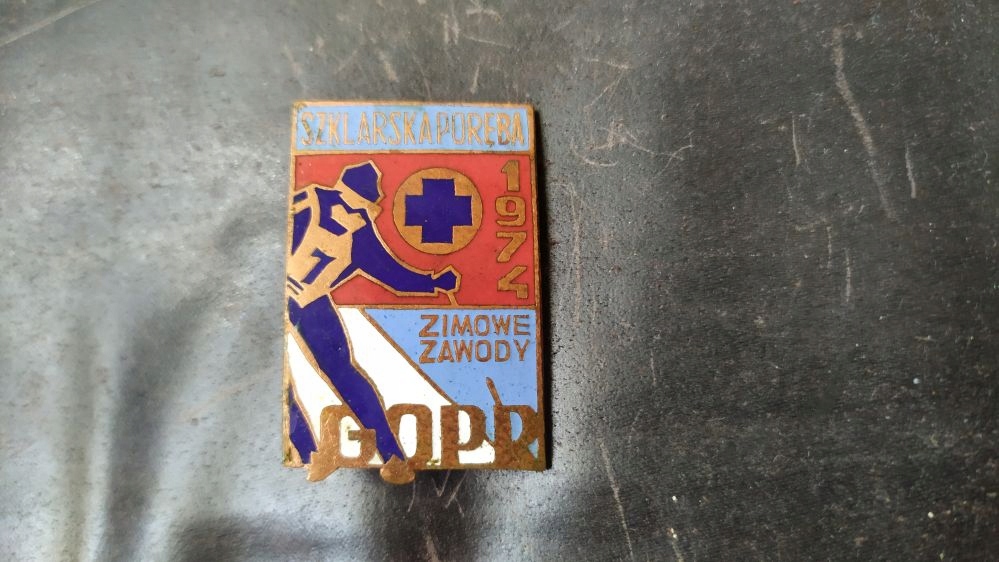 SZKLARSKA PORĘBA
1974
ZIMOWE
ZAWODY
GOPR